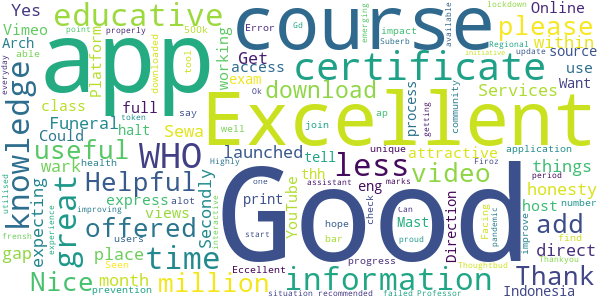 Yes
educative
Vimeo
Arch
able
Error
Gd
point
properly
everyday
Platform
downloaded
tool
500k
app
working
Get
access
exam
Suberb
impact
emerging
course
lockdown
Regional
initiative
update
available
Online
please
within
source
use
Want
knowledge
class
Could
Funeral
full
halt
Sewa
token
Ok
say
well
join
ap
getting
community
download
certificate
process
Services
application
useful
wark
health
WHO
launched
Highly
tell
Excellent
unique
less
attractive
Firoz
period
things
number
honesty
utilised
frensh
expecting
great
Helpful
improving
one
assistant
marks
thh
eng
video
express
alot
interactive
Secondly
print
YouTube
hope
check
Can
proud
Mast
Direction
Facing
pandemic
improve
host
find
Thankyou
add
offered
experience
views
users
start
bar
Good
progress
gap
place
time
direct
Nice
month
million
Seen
prevention
Eccellent
information
Thoughtbud
Thank
Indonesia
situation
recommended
failed
Professor